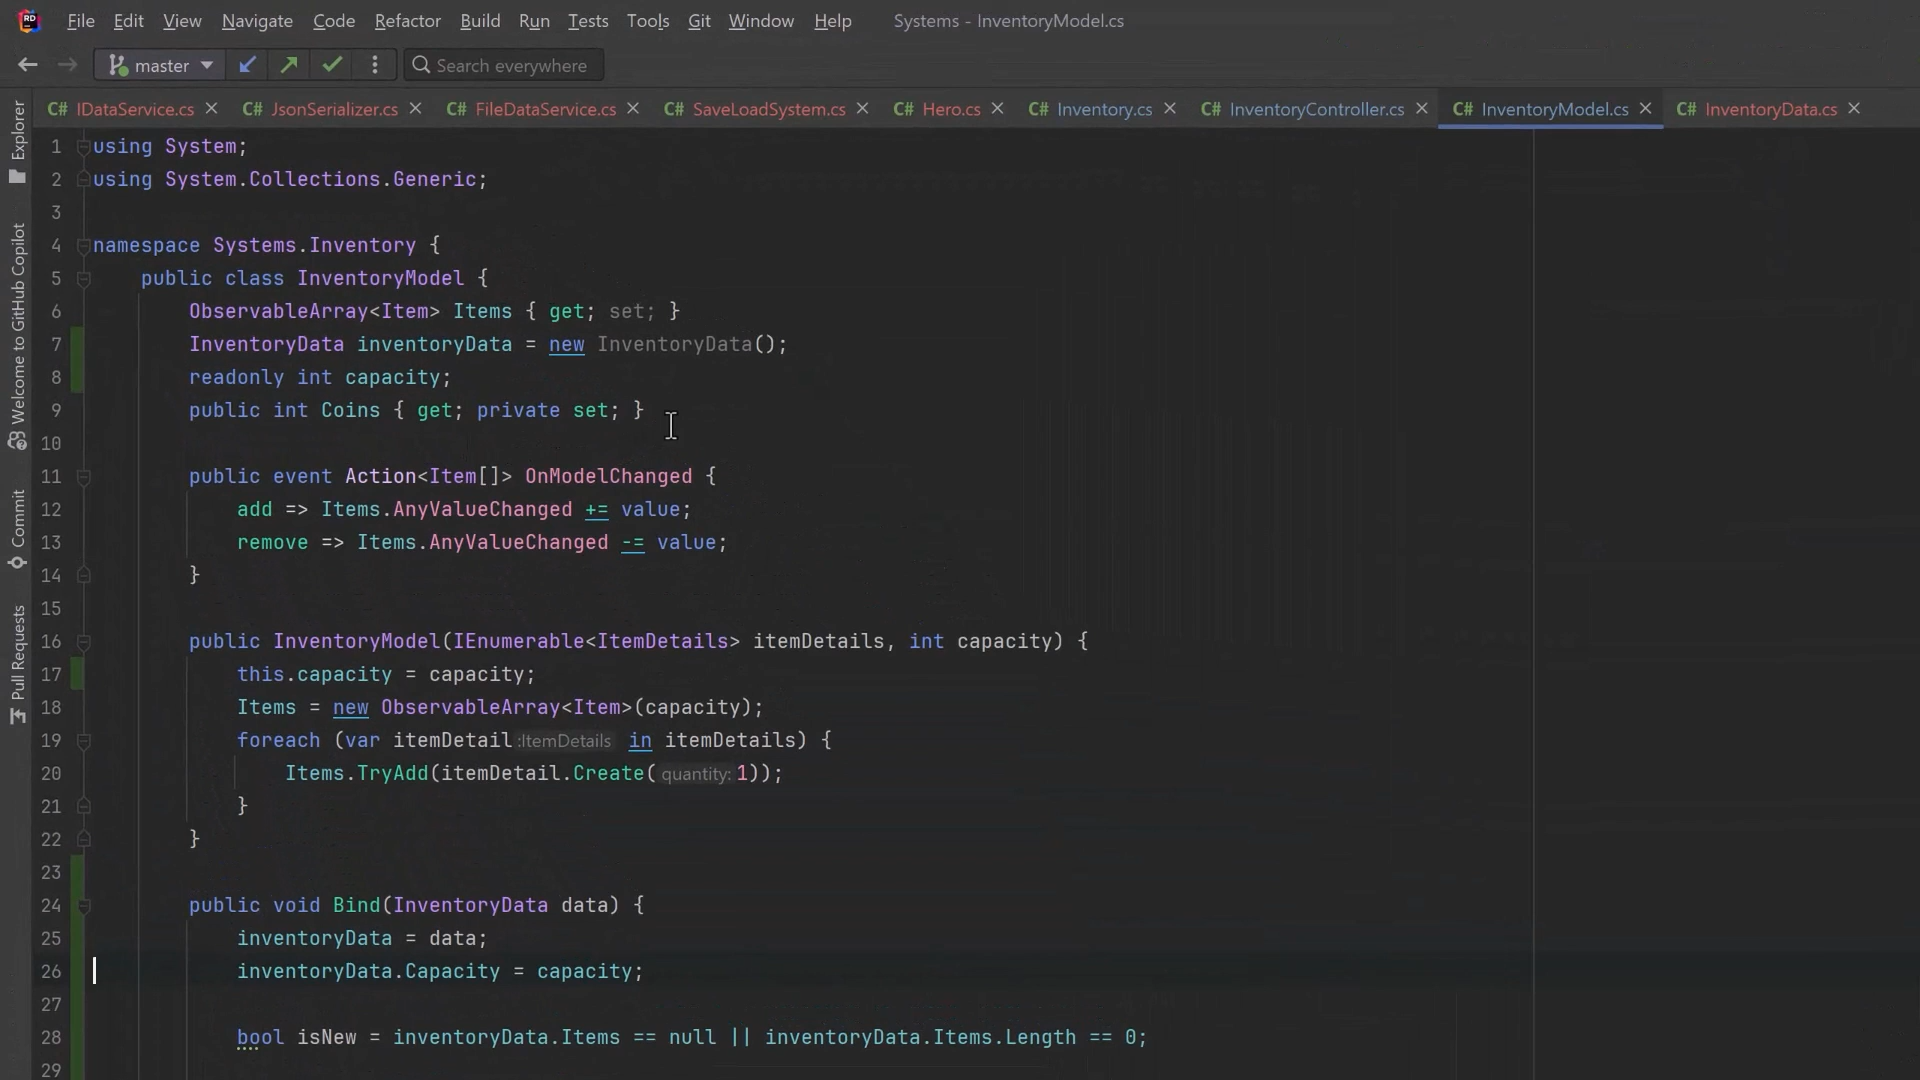 RD File Edit View Navigate Code Refactor Build Run Tests Tools Git Window Help Systems - InventoryModel.cs
master Search everywhere
C# IDataService.cs C# JsonSerializer.cs C# FileDataService.cs C# SaveLoadSystem.cs C# Hero.cs C# Inventory.cs C# InventoryController.cs C# InventoryModel.cs C# InventoryData.cs
Explorer
Welcome to GitHub Copilot
Commit
Pull Requests
1 using System;
2 using System.Collections.Generic;
3
4 namespace Systems.Inventory {
5 public class InventoryModel {
6 ObservableArray<Item> Items { get; set; }
7 InventoryData inventoryData = new InventoryData();
8 readonly int capacity;
9 public int Coins { get; private set; }
10
11 public event Action<Item[]> OnModelChanged {
12 add => Items.AnyValueChanged += value;
13 remove => Items.AnyValueChanged -= value;
14 }
15
16 public InventoryModel(IEnumerable<ItemDetails> itemDetails, int capacity) {
17 this.capacity = capacity;
18 Items = new ObservableArray<Item>(capacity);
19 foreach (var itemDetail :ItemDetails in itemDetails) {
20 Items.TryAdd(itemDetail.Create( quantity: 1));
21 }
22 }
23
24 public void Bind(InventoryData data) {
25 inventoryData = data;
26 inventoryData.Capacity = capacity;
27
28 bool isNew = inventoryData.Items == null || inventoryData.Items.Length == 0;
29